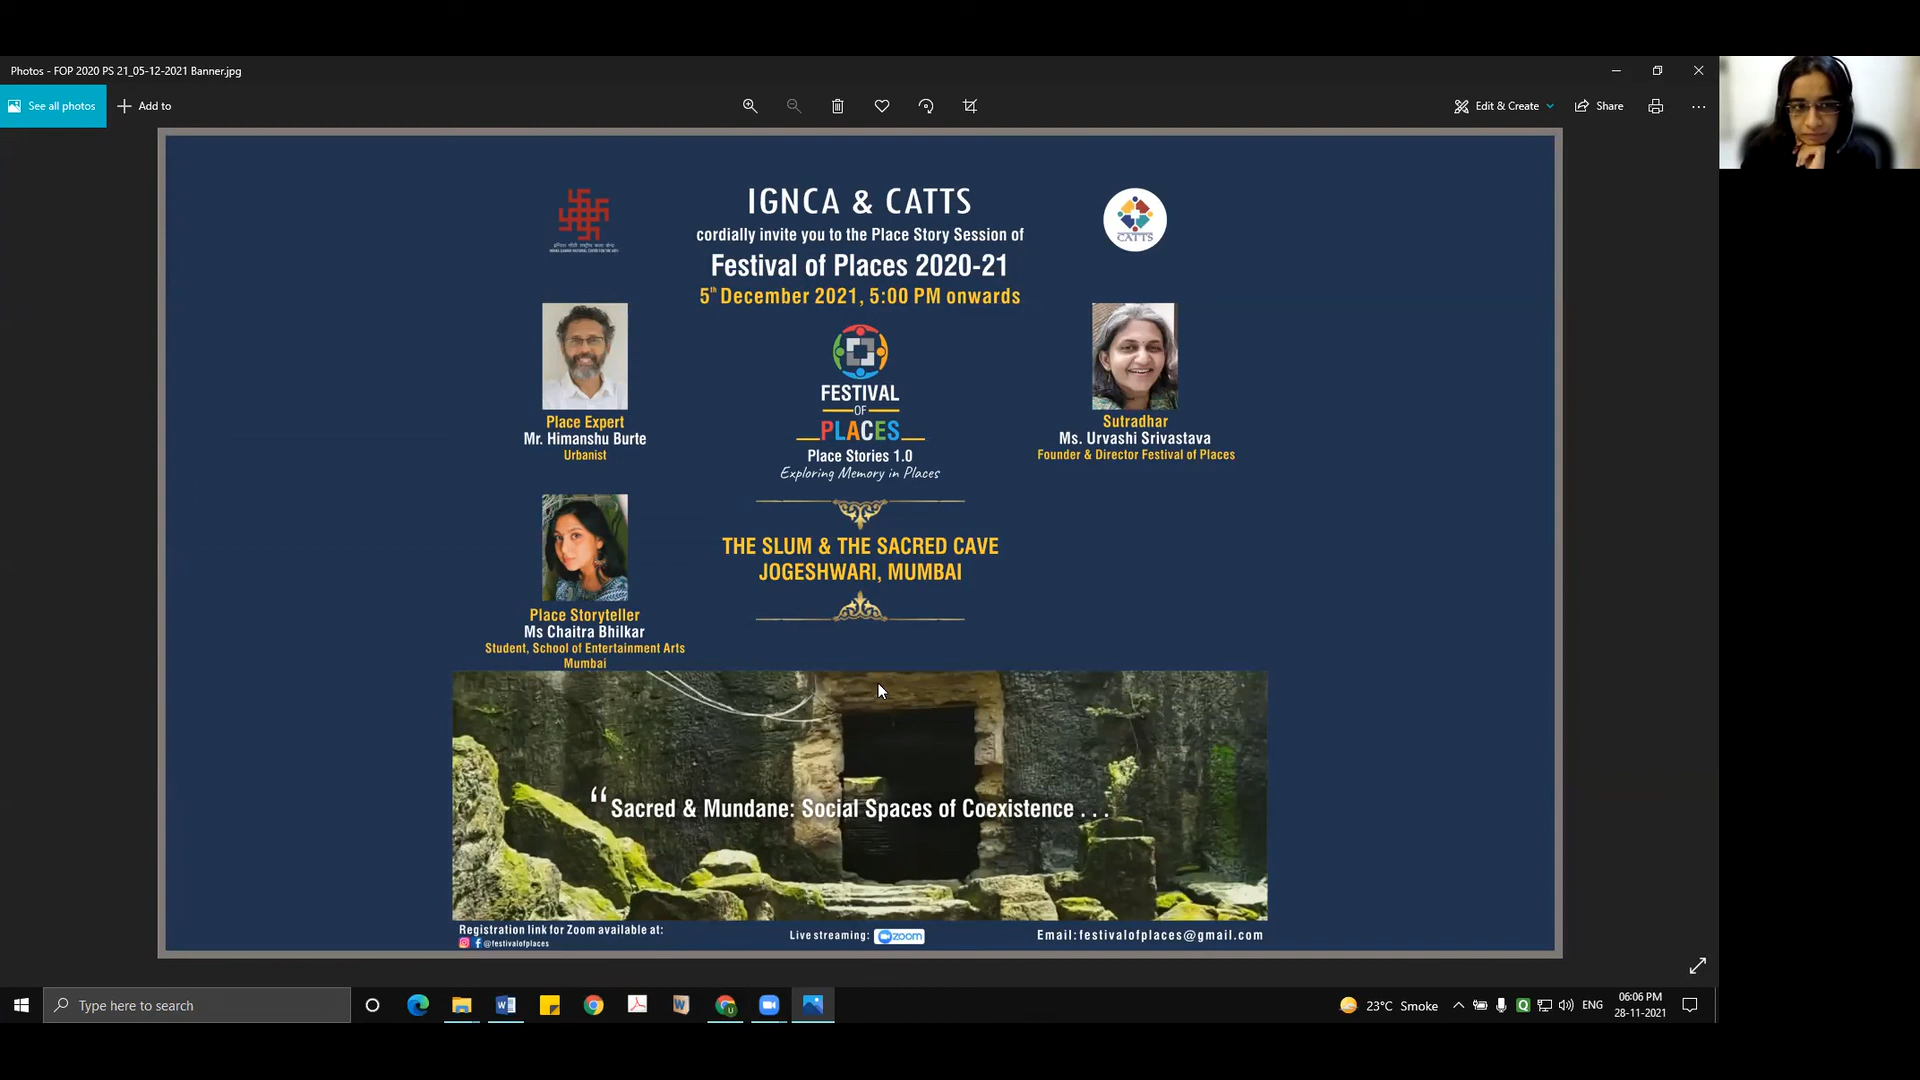 Photos - FOP 2020 PS 21_05-12-2021 Banner.jpg
See all photos
Add to
Edit & Create
Share
IGNCA & CATTS
cordially invite you to the Place Story Session of
Festival of Places 2020-21
5th December 2021, 5:00 PM onwards
CATTS
FESTIVAL
OF
PLACES
Place Stories 1.0
Exploring Memory in Places
Place Expert
Mr. Himanshu Burte
Urbanist
Sutradhar
Ms. Urvashi Srivastava
Founder & Director Festival of Places
THE SLUM & THE SACRED CAVE
JOGESHWARI, MUMBAI
Place Storyteller
Ms Chaitra Bhilkar
Student, School of Entertainment Arts
Mumbai
“Sacred & Mundane: Social Spaces of Coexistence . . .
Registration link for Zoom available at:
@festivalofplaces
Live streaming: zoom
Email:festivalofplaces@gmail.com
Type here to search
23°C Smoke
ENG
06:06 PM
28-11-2021